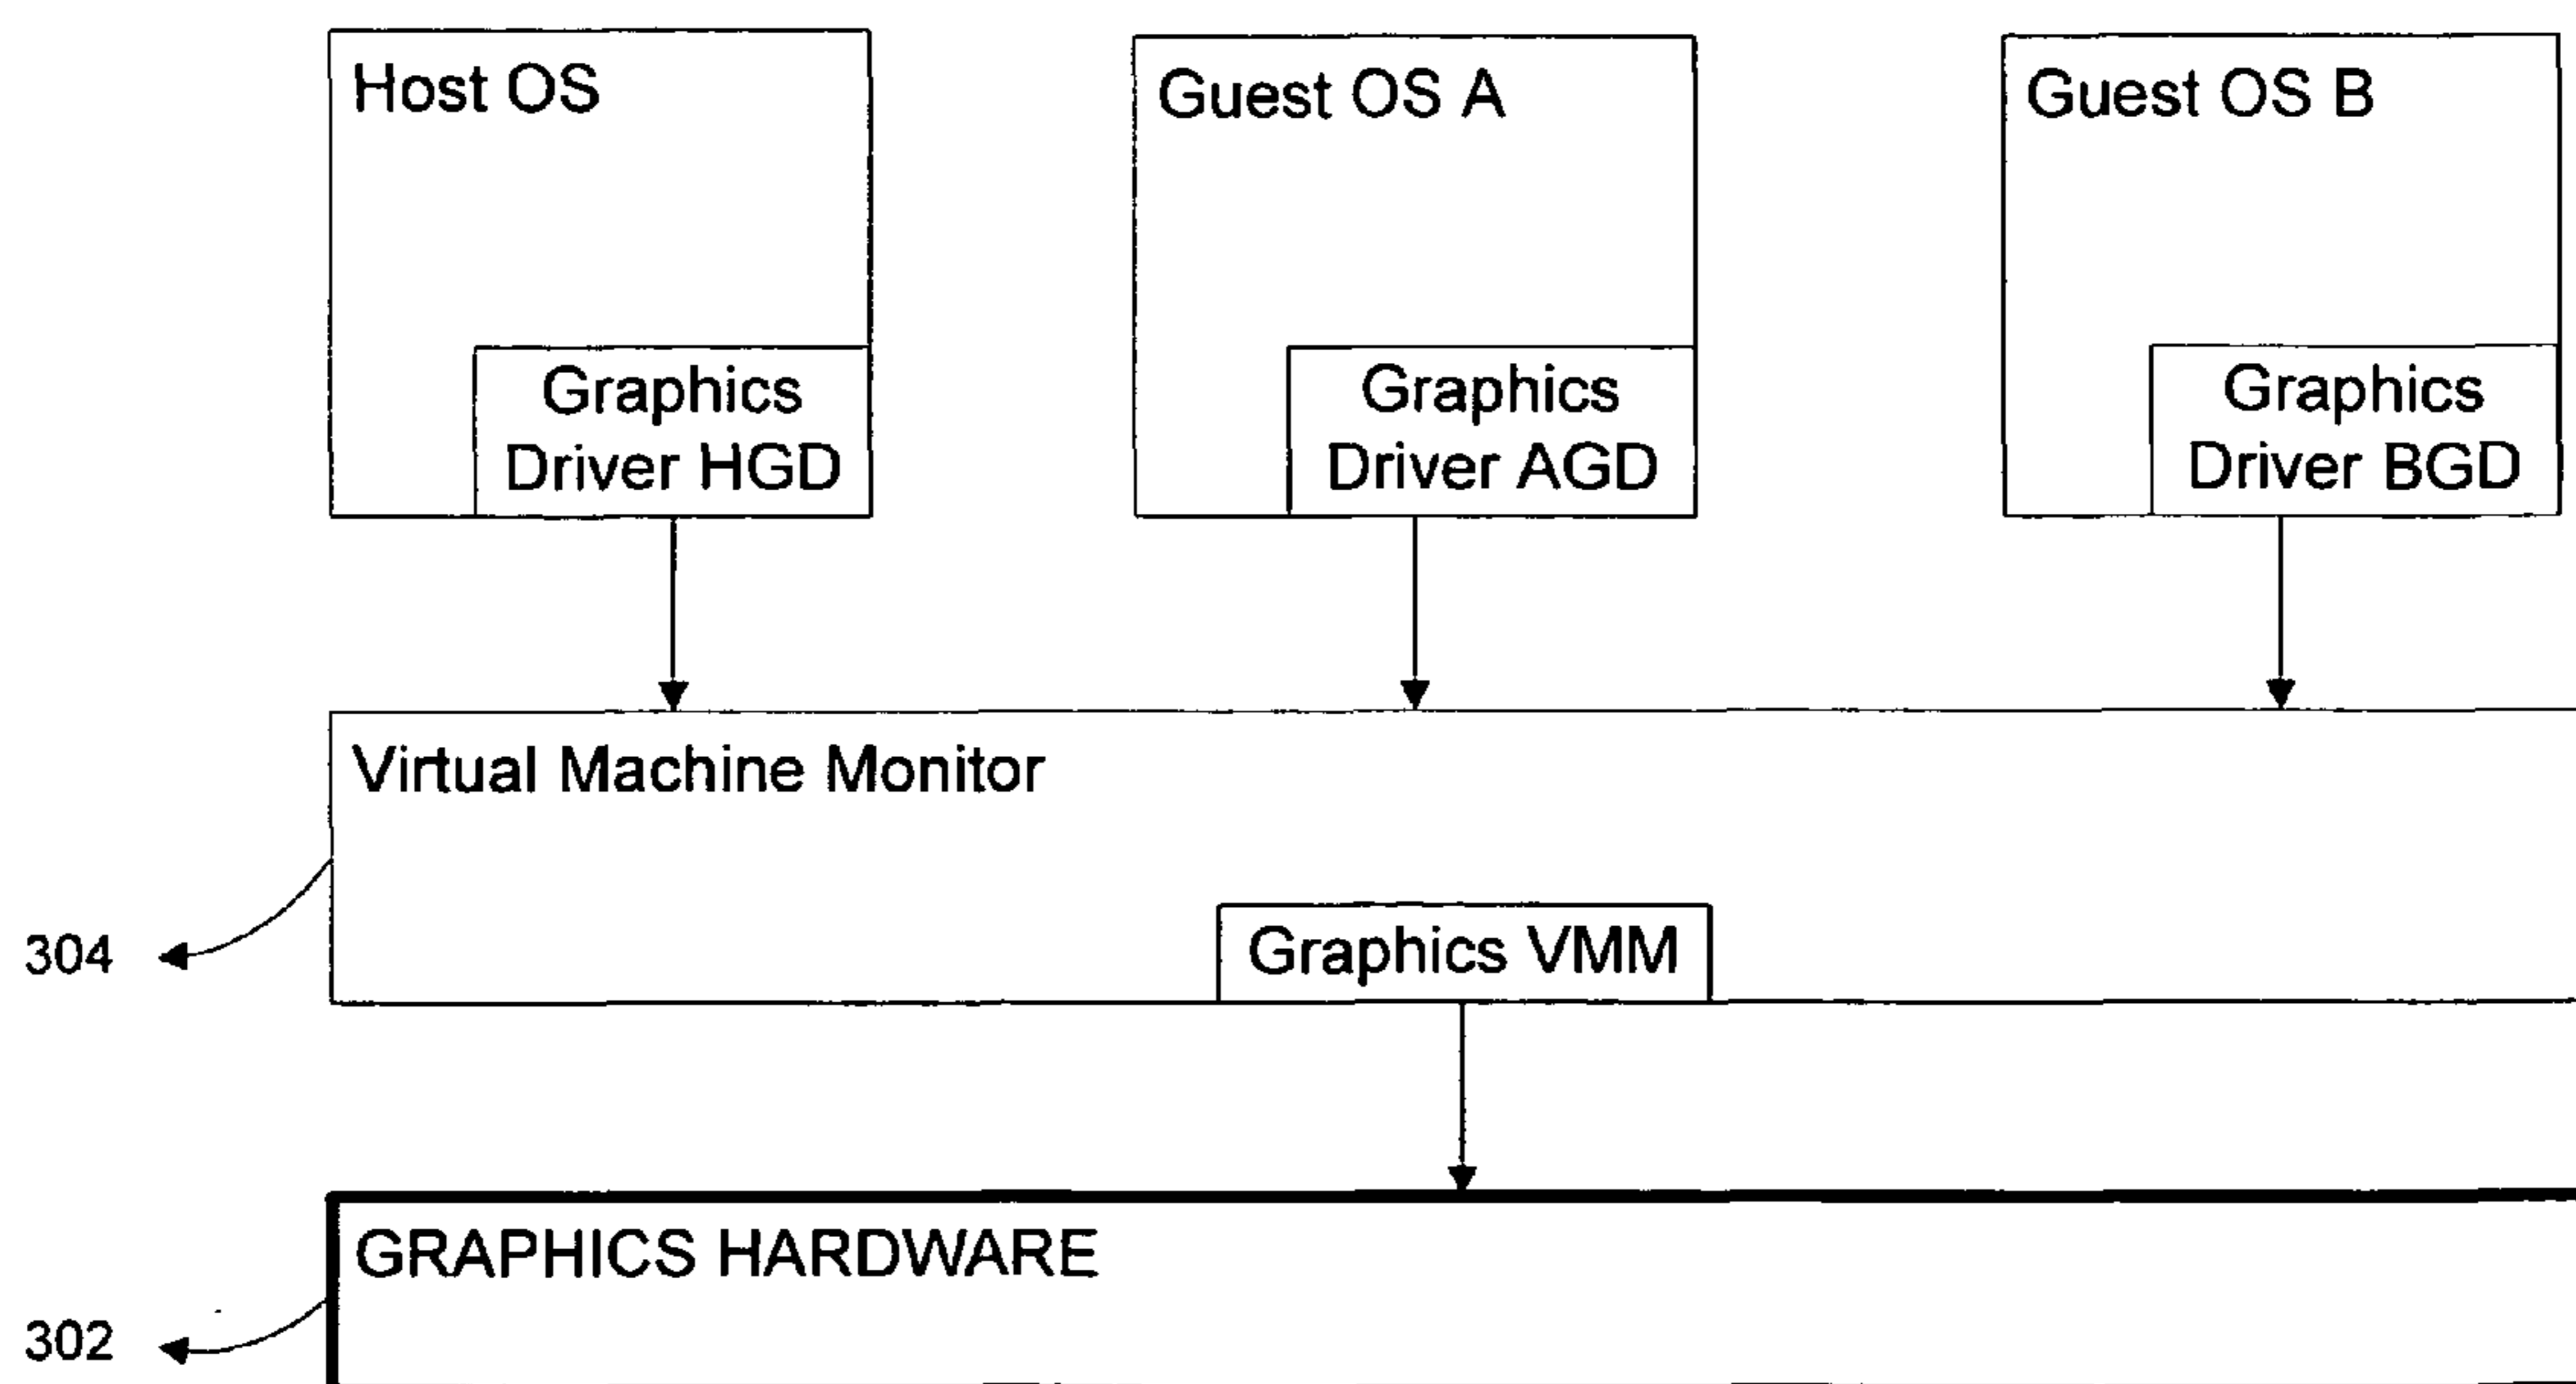 Host OS
Guest OS A
Guest OS B
Graphics
Driver HGD
Graphics
Driver AGD
Graphics
Driver BGD
Virtual Machine Monitor
304
Graphics VMM
GRAPHICS HARDWARE
302